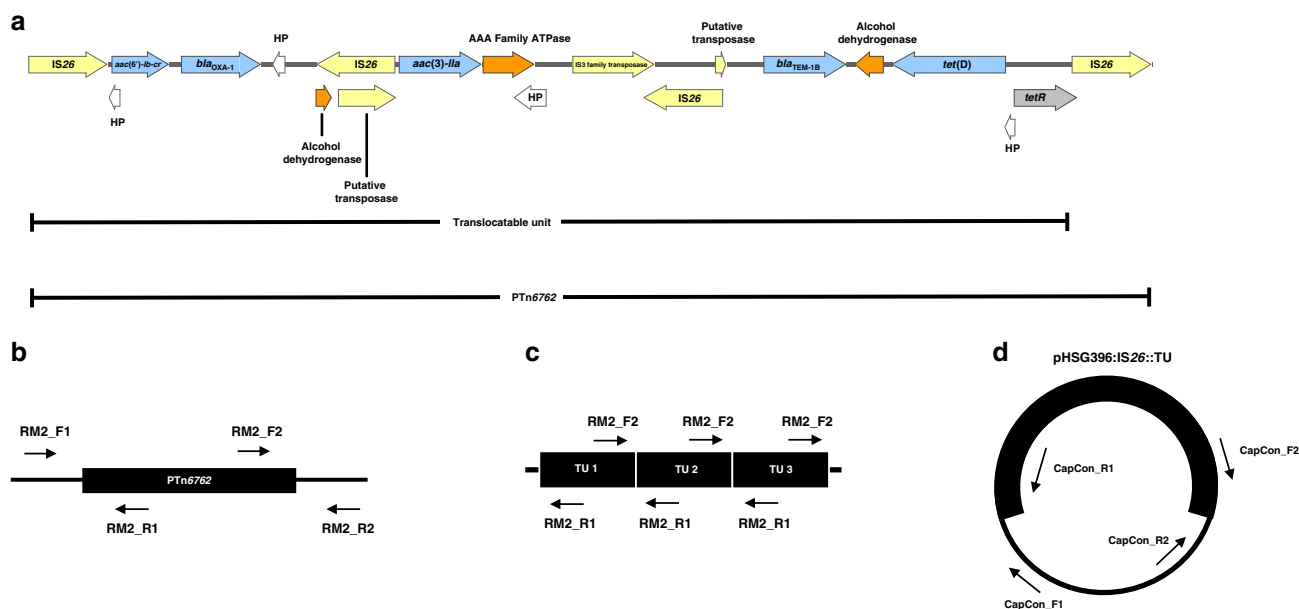 a
Putative
transposase
Alcohol
dehydrogenase
HP
AAA Family ATPase
IS26
aac(6')-Ib-cr
blaOXA-1
IS26
aac(3)-IIa
IS3 family transposase
blaTEM-1B
tet(D)
IS26
HP
HP
IS26
tetR
HP
Alcohol
dehydrogenase
Putative
transposase
Translocatable unit
PTn6762
b
RM2_F1
RM2_F2
PTn6762
RM2_R1
RM2_R2
c
RM2_F2
RM2_F2
RM2_F2
TU 1
TU 2
TU 3
RM2_R1
RM2_R1
RM2_R1
d
pHSG396:IS26::TU
CapCon_F2
CapCon_R1
CapCon_R2
CapCon_F1